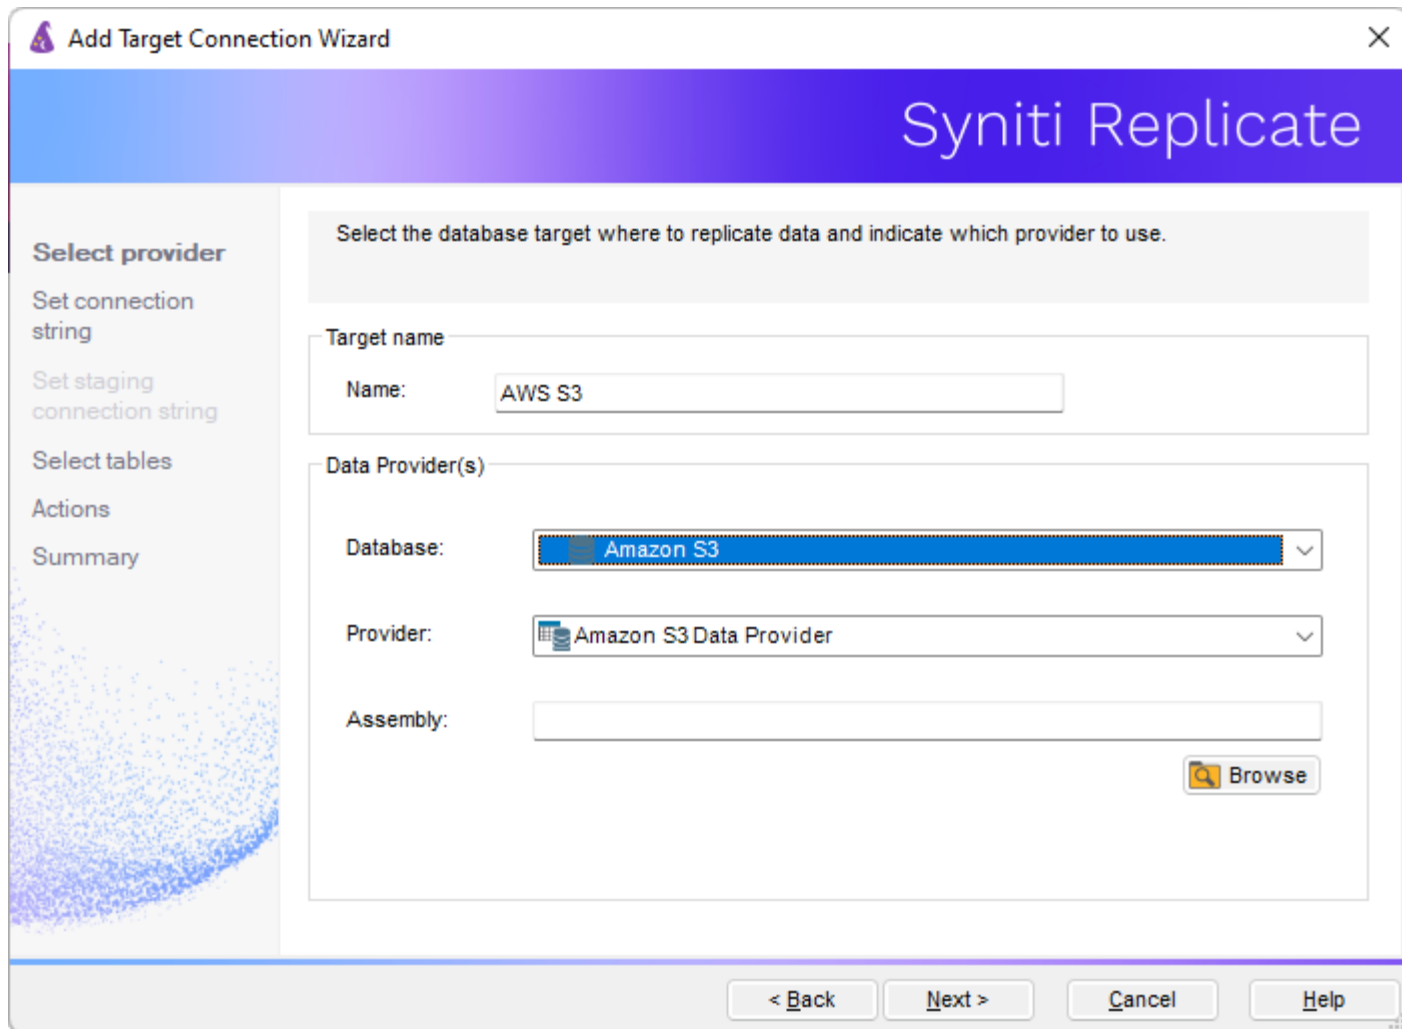 Add Target Connection Wizard
Syniti Replicate
Select provider
Set connection
string
Set staging
connection string
Select tables
Actions
Summary
Select the database target where to replicate data and indicate which provider to use.
Target name
Name:
AWS S3
Data Provider(s)
Database:
Amazon S3
Provider:
Amazon S3 Data Provider
Assembly:
Browse
< Back
Next >
Cancel
Help